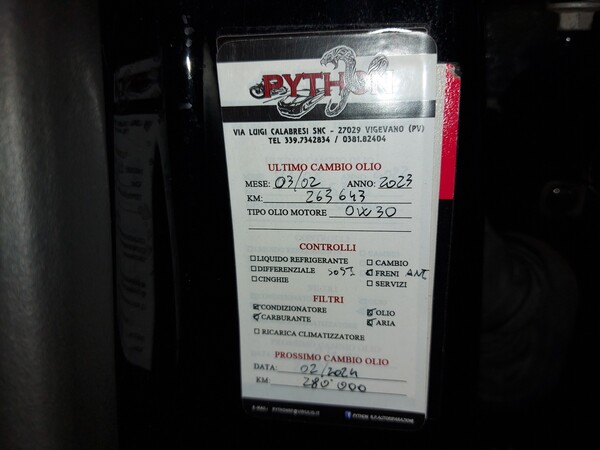 PYTHON
VIA LUIGI CALABRESI SNC - 27029 VIGEVANO (PV)
TEL 339.7342834 / 0381.82404
ULTIMO CAMBIO OLIO
MESE: 03/02 ANNO: 2023
KM: 263643
TIPO OLIO MOTORE 0W30
CONTROLLI
LIQUIDO REFRIGERANTE CAMBIO
DIFFERENZIALE SOST FRENI ANT
CINGHIE SERVIZI
FILTRI
CONDIZIONATORE OLIO
CARBURANTE ARIA
RICARICA CLIMATIZZATORE
PROSSIMO CAMBIO OLIO
DATA: 02/2024
KM: 280'000